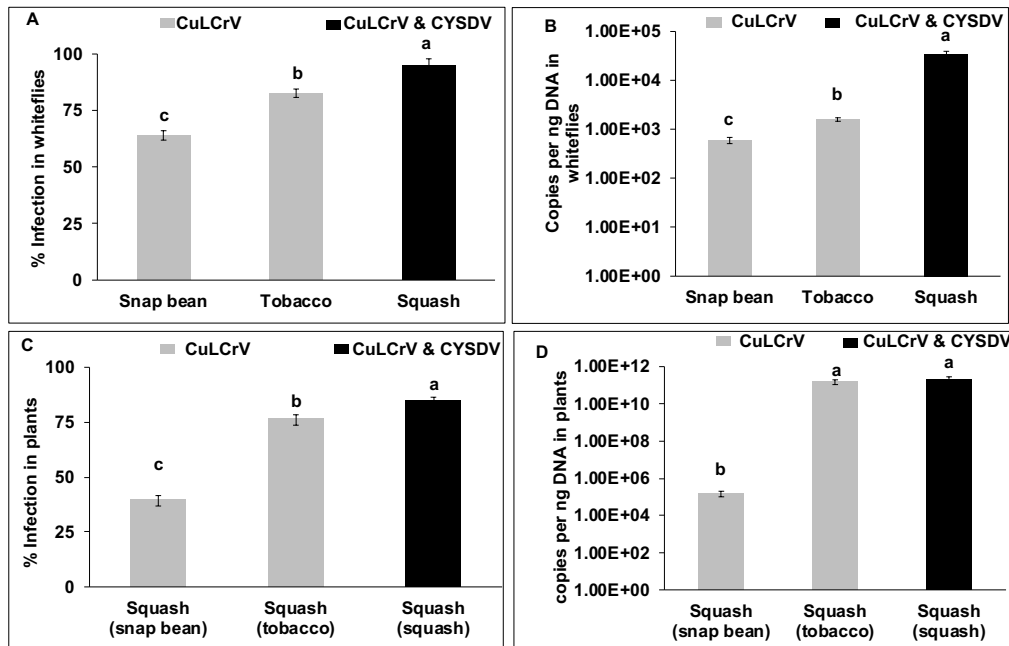 A
CuLCrV
CuLCrV & CYSDV
% Infection in whiteflies
100
75
50
25
0
c
b
a
Snap bean
Tobacco
Squash
B
CuLCrV
CuLCrV & CYSDV
Copies per ng DNA in
whiteflies
1.00E+05
1.00E+04
1.00E+03
1.00E+02
1.00E+01
1.00E+00
c
b
a
Snap bean
Tobacco
Squash
C
CuLCrV
CuLCrV & CYSDV
% Infection in plants
100
75
50
25
0
c
b
a
Squash
(snap bean)
Squash
(tobacco)
Squash
(squash)
D
CuLCrV
CuLCrV & CYSDV
copies per ng DNA in plants
1.00E+12
1.00E+10
1.00E+08
1.00E+06
1.00E+04
1.00E+02
1.00E+00
b
a
a
Squash
(snap bean)
Squash
(tobacco)
Squash
(squash)